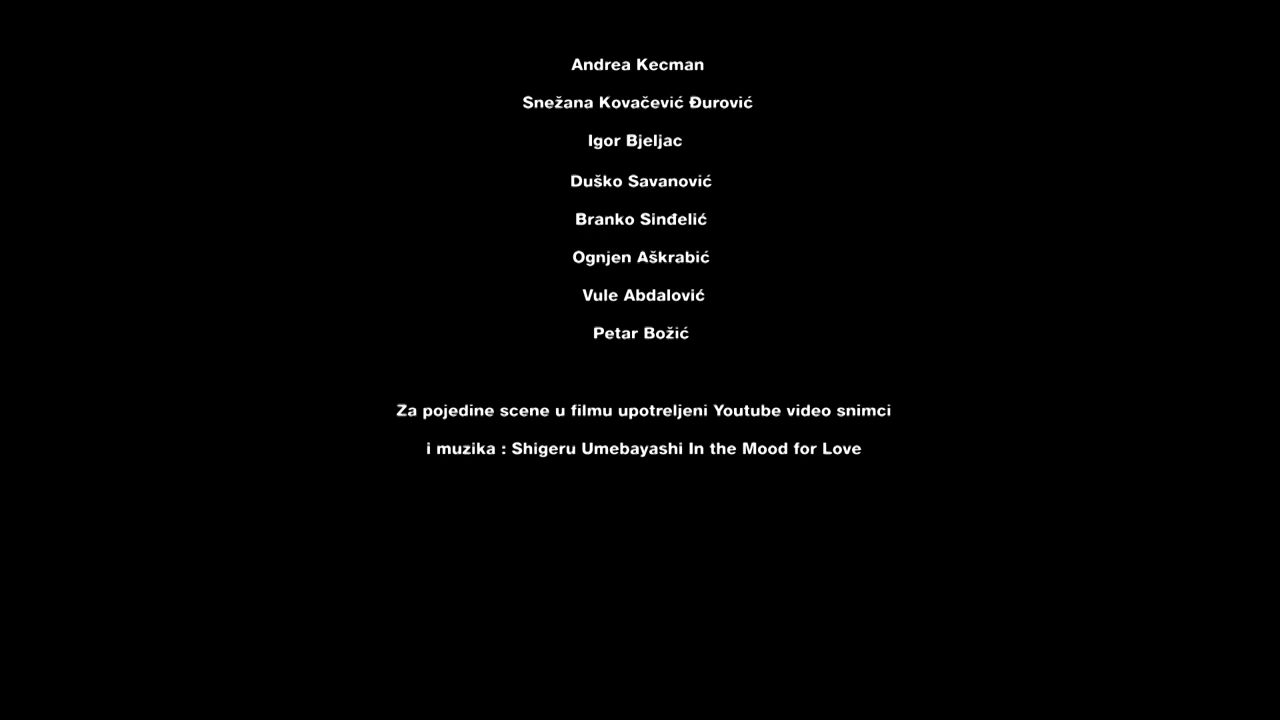 Andrea Kecman
Snežana Kovačević Đurović
Igor Bjeljac
Duško Savanović
Branko Sinđelić
Ognjen Aškrabić
Vule Abdalović
Petar Božić
Za pojedine scene u filmu upotreljeni Youtube video snimci
i muzika : Shigeru Umebayashi In the Mood for Love